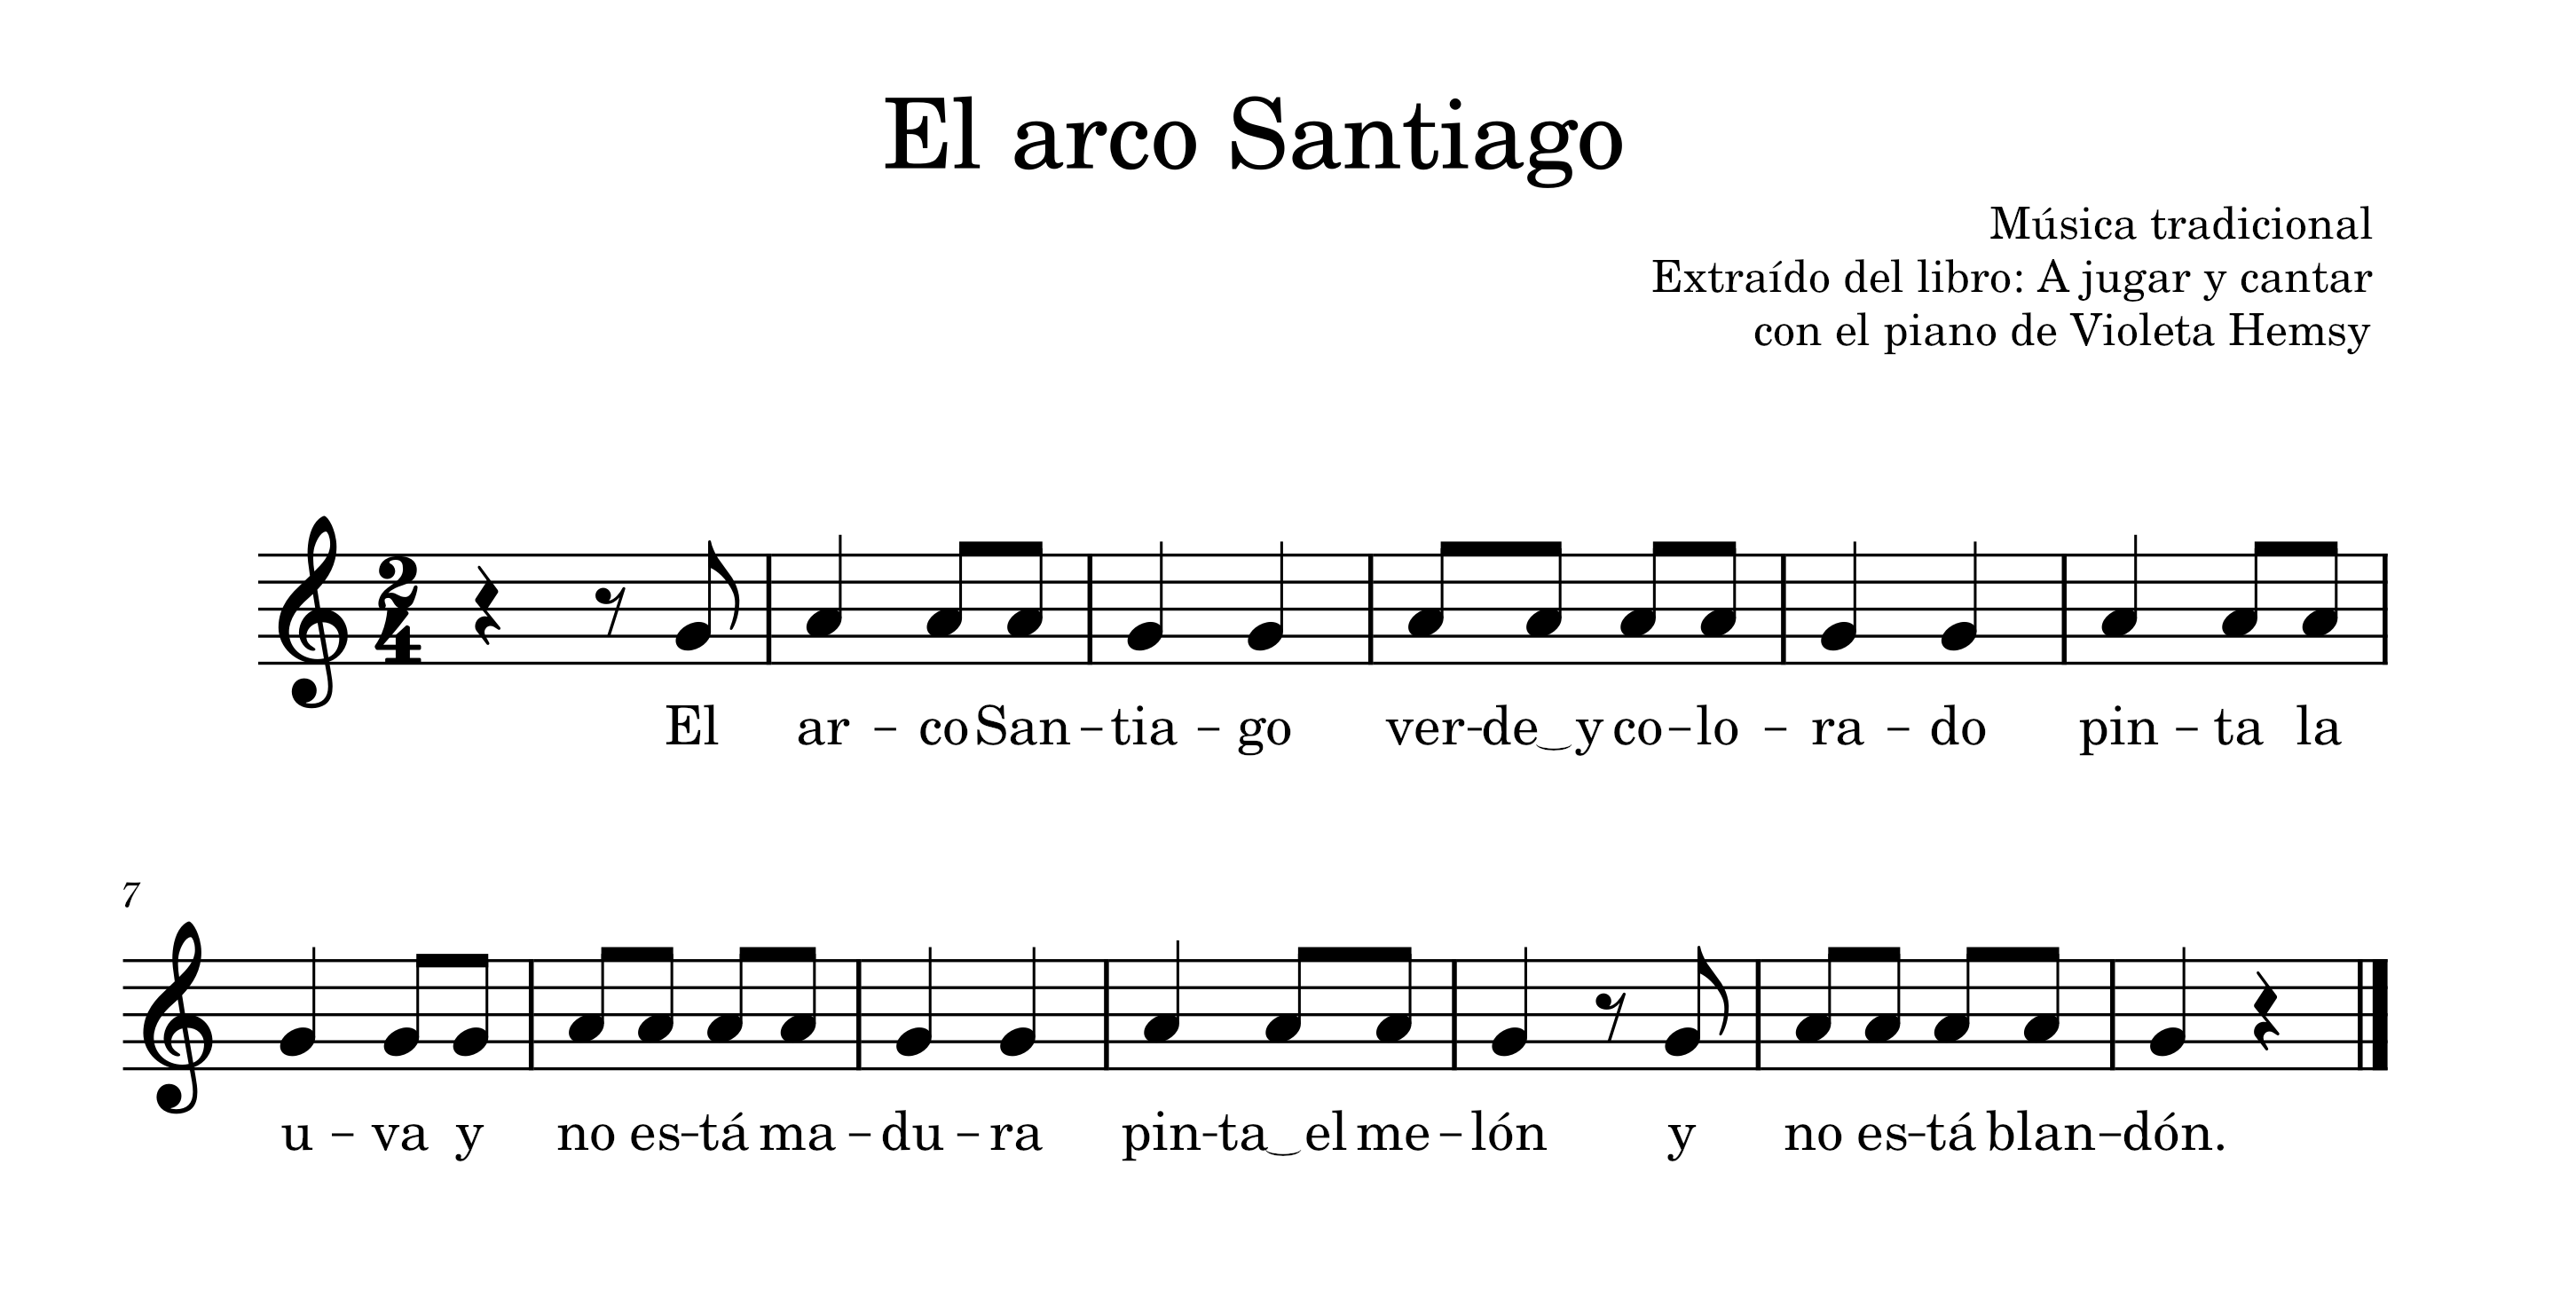 El arco Santiago
Música tradicional
Extraído del libro: A jugar y cantar
con el piano de Violeta Hemsy
2
4
El ar – co San – tia – go ver-de‿y co-lo – ra – do pin – ta la
7
u – va y no es-tá ma – du – ra pin-ta‿el me – lón y no es-tá blan-dón.